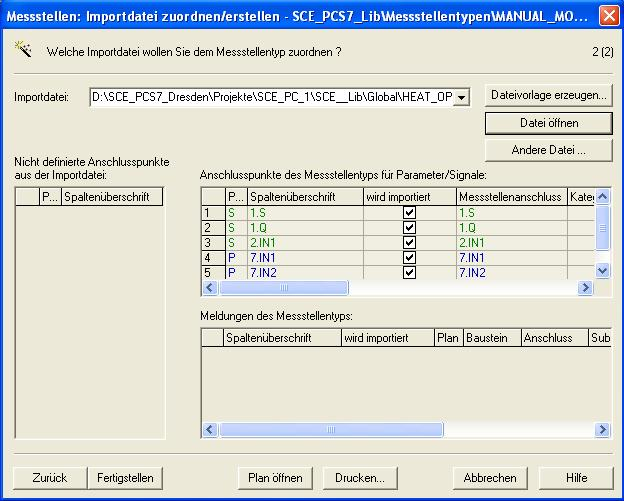 Messstellen: Importdatei zuordnen/erstellen - SCE_PCS7_Lib\Messstellentypen\MANUAL_MO...
Welche Importdatei wollen Sie dem Messstellentyp zuordnen ?
2 (2)
Importdatei:
D:\SCE_PCS7_Dresden\Projekte\SCE_PC_1\SCE__Lib\Global\HEAT_OP
Dateivorlage erzeugen...
Datei öffnen
Andere Datei ...
Nicht definierte Anschlusspunkte
aus der Importdatei:
P... Spaltenüberschrift
Anschlusspunkte des Messstellentyps für Parameter/Signale:
P... Spaltenüberschrift wird importiert Messstellenanschluss Kateg
1 S 1.S 1.S
2 S 1.Q 1.Q
3 S 2.IN1 2.IN1
4 P 7.IN1 7.IN1
5 P 7.IN2 7.IN2
Meldungen des Messstellentyps:
Spaltenüberschrift wird importiert Plan Baustein Anschluss Sub
Zurück
Fertigstellen
Plan öffnen
Drucken...
Abbrechen
Hilfe